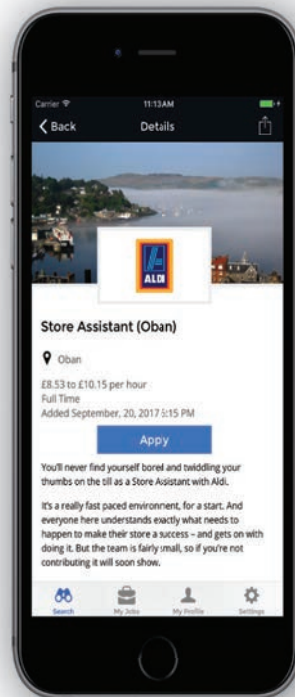 Carrier 11:13AM
Back Details
ALDI
Store Assistant (Oban)
Oban
£8.53 to £10.15 per hour
Full Time
Added September, 20, 2017 5:15 PM
Apply
You'll never find yourself bored and twiddling your
thumbs on the till as a Store Assistant with Aldi.
It's a really fast paced environment, for a start. And
everyone here understands exactly what needs to
happen to make their store a success – and gets on with
doing it. But the team is fairly small, so if you're not
contributing it will soon show.
Search My Jobs My Profile Settings